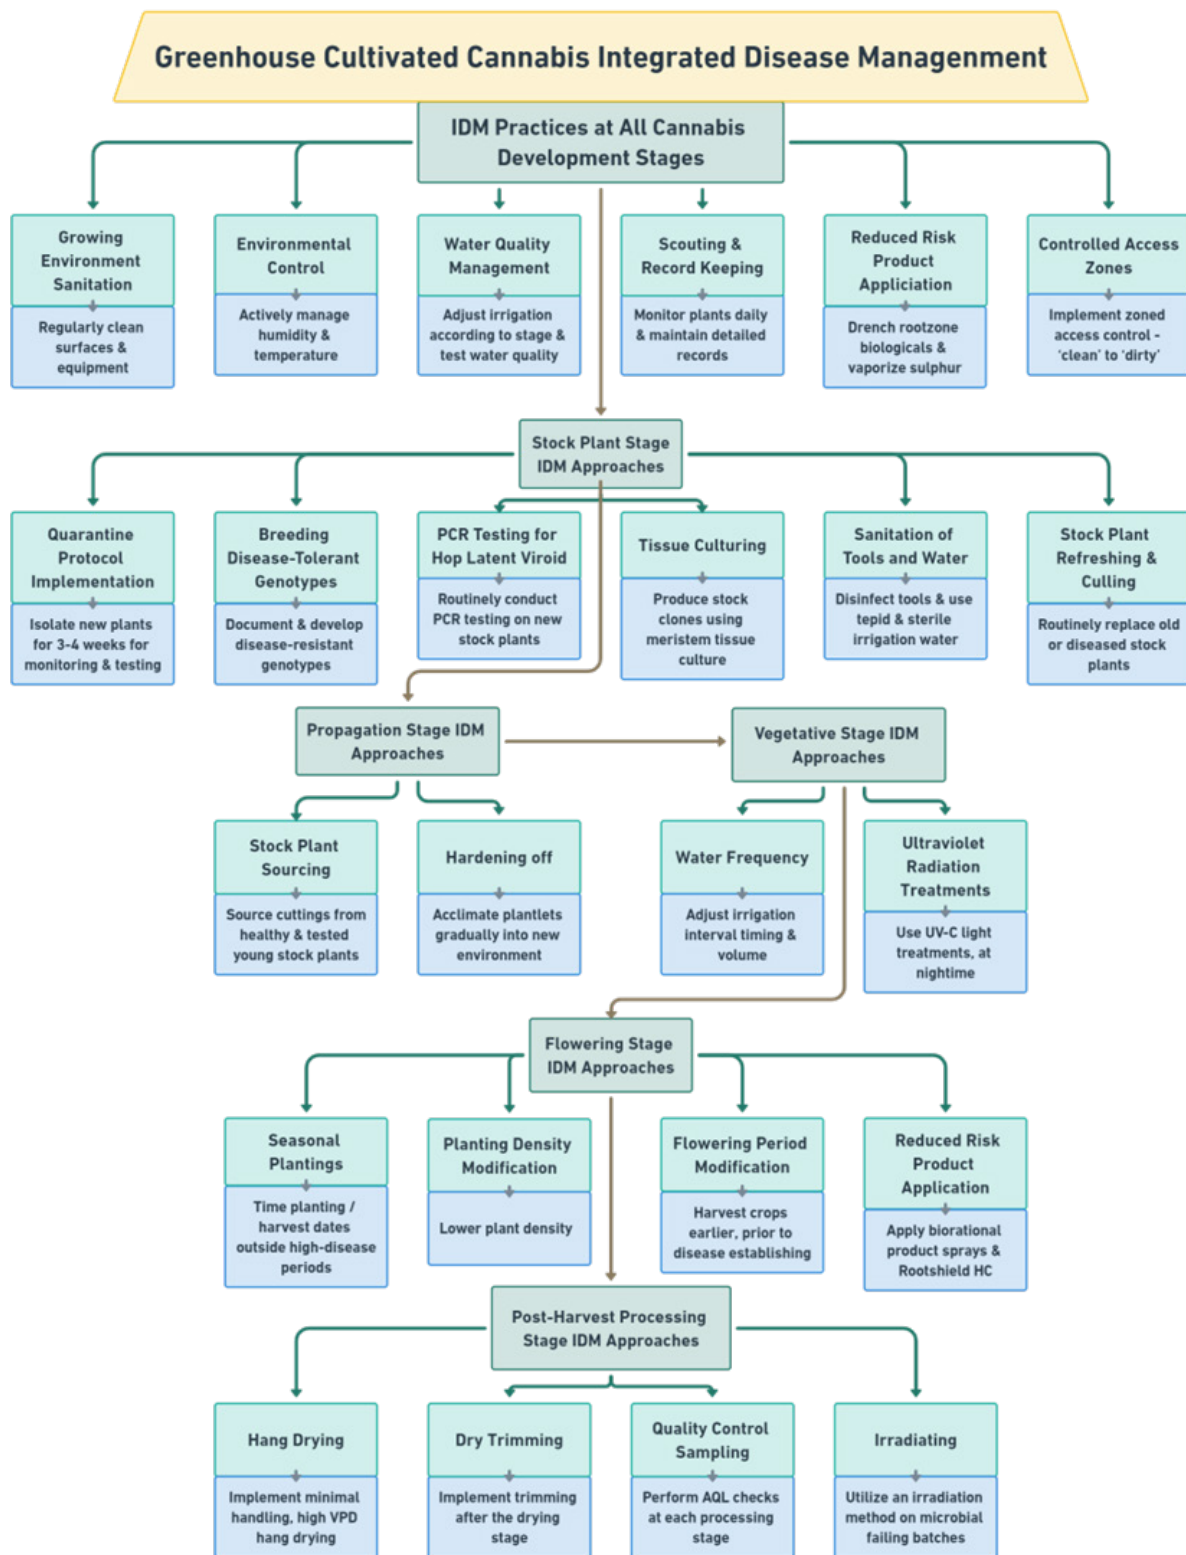 Greenhouse Cultivated Cannabis Integrated Disease Managenment
IDM Practices at All Cannabis
Development Stages
Growing
Environment
Sanitation
Regularly clean
surfaces &
equipment
Environmental
Control
Actively manage
humidity &
temperature
Water Quality
Management
Adjust irrigation
according to stage &
test water quality
Scouting &
Record Keeping
Monitor plants daily
& maintain detailed
records
Reduced Risk
Product
Appliciation
Drench rootzone
biologicals &
vaporize sulphur
Controlled Access
Zones
Implement zoned
access control -
‘clean’ to ‘dirty’
Stock Plant Stage
IDM Approaches
Quarantine
Protocol
Implementation
Isolate new plants
for 3-4 weeks for
monitoring & testing
Breeding
Disease-Tolerant
Genotypes
Document & develop
disease-resistant
genotypes
PCR Testing for
Hop Latent Viroid
Routinely conduct
PCR testing on new
stock plants
Tissue Culturing
Produce stock
clones using
meristem tissue
culture
Sanitation of
Tools and Water
Disinfect tools & use
tepid & sterile
irrigation water
Stock Plant
Refreshing &
Culling
Routinely replace old
or diseased stock
plants
Propagation Stage IDM
Approaches
Vegetative Stage IDM
Approaches
Stock Plant
Sourcing
Source cuttings from
healthy & tested
young stock plants
Hardening off
Acclimate plantlets
gradually into new
environment
Water Frequency
Adjust irrigation
interval timing &
volume
Ultraviolet
Radiation
Treatments
Use UV-C light
treatments, at
nightime
Flowering Stage
IDM Approaches
Seasonal
Plantings
Time planting /
harvest dates
outside high-disease
periods
Planting Density
Modification
Lower plant density
Flowering Period
Modification
Harvest crops
earlier, prior to
disease establishing
Reduced Risk
Product
Application
Apply biorational
product sprays &
Rootshield HC
Post-Harvest Processing
Stage IDM Approaches
Hang Drying
Implement minimal
handling, high VPD
hang drying
Dry Trimming
Implement trimming
after the drying
stage
Quality Control
Sampling
Perform AQL checks
at each processing
stage
Irradiating
Utilize an irradiation
method on microbial
failing batches